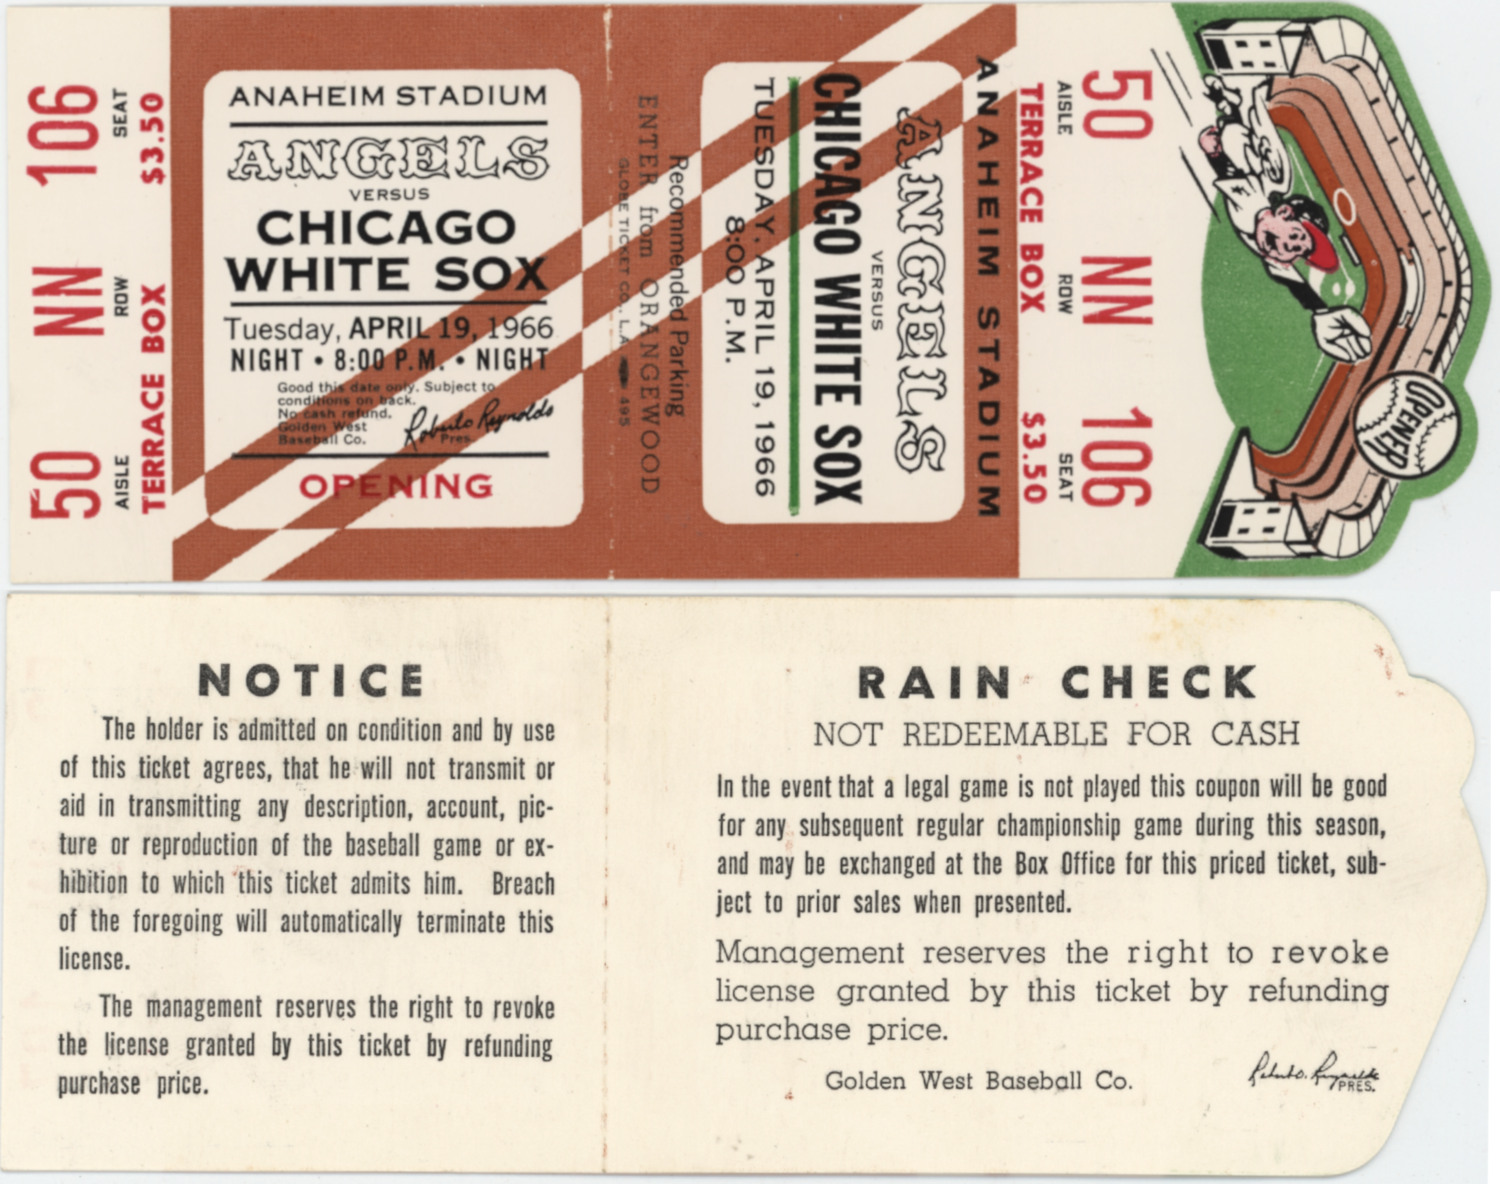 106 SEAT $3.50
NN ROW TERRACE BOX
50 AISLE
ANAHEIM STADIUM
ANGELS
VERSUS
CHICAGO
WHITE SOX
Tuesday, APRIL 19, 1966
NIGHT • 8:00 P.M. • NIGHT
Good this date only. Subject to
conditions on back.
No cash refund.
Golden West
Baseball Co.
Roberto Reynolds
Pres.
OPENING
GLOBE TICKET CO., L.A. 495
ENTER from ORANGEWOOD
Recommended Parking
ANAHEIM STADIUM
ANGELS
VERSUS
CHICAGO WHITE SOX
TUESDAY, APRIL 19, 1966
8:00 P.M.
50 NN 106
AISLE ROW SEAT
TERRACE BOX $3.50
OPENER
NOTICE
The holder is admitted on condition and by use
of this ticket agrees, that he will not transmit or
aid in transmitting any description, account, pic-
ture or reproduction of the baseball game or ex-
hibition to which this ticket admits him. Breach
of the foregoing will automatically terminate this
license.
The management reserves the right to revoke
the license granted by this ticket by refunding
purchase price.
RAIN CHECK
NOT REDEEMABLE FOR CASH
In the event that a legal game is not played this coupon will be good
for any subsequent regular championship game during this season,
and may be exchanged at the Box Office for this priced ticket, sub-
ject to prior sales when presented.
Management reserves the right to revoke
license granted by this ticket by refunding
purchase price.
Golden West Baseball Co.
Roberto Reynolds
PRES.